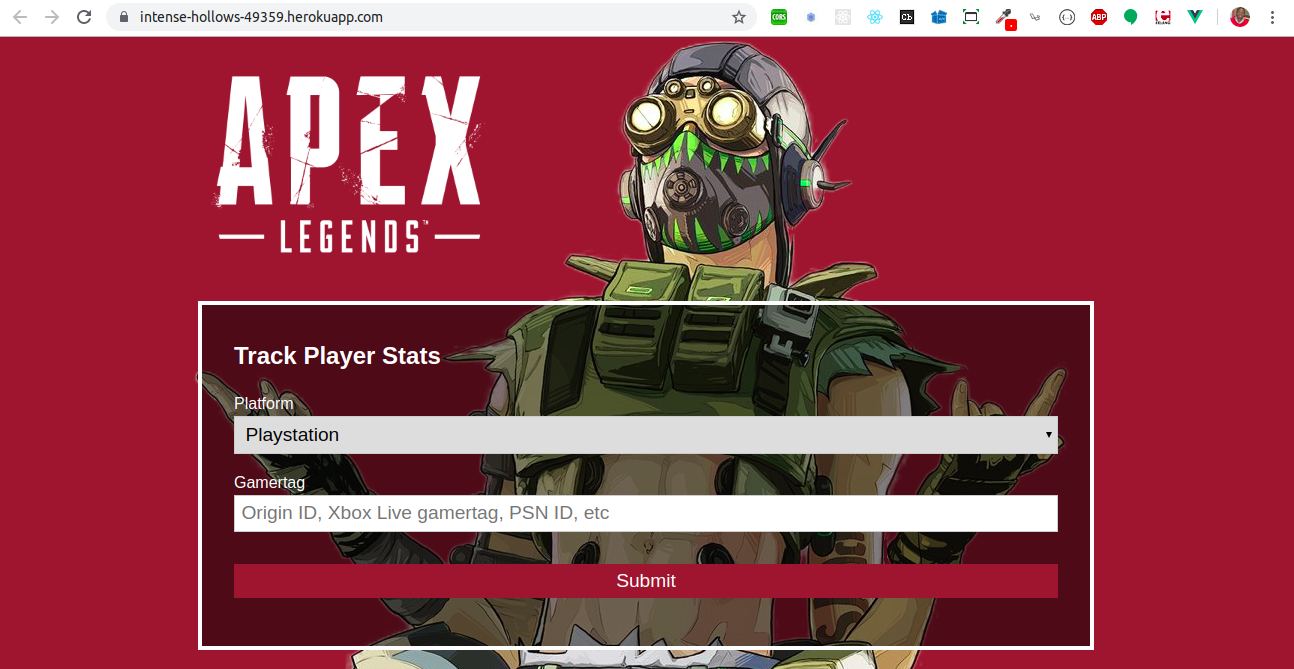 intense-hollows-49359.herokuapp.com
CORS
ABP
APEX
LEGENDS™
Track Player Stats
Platform
Playstation
Gamertag
Origin ID, Xbox Live gamertag, PSN ID, etc
Submit